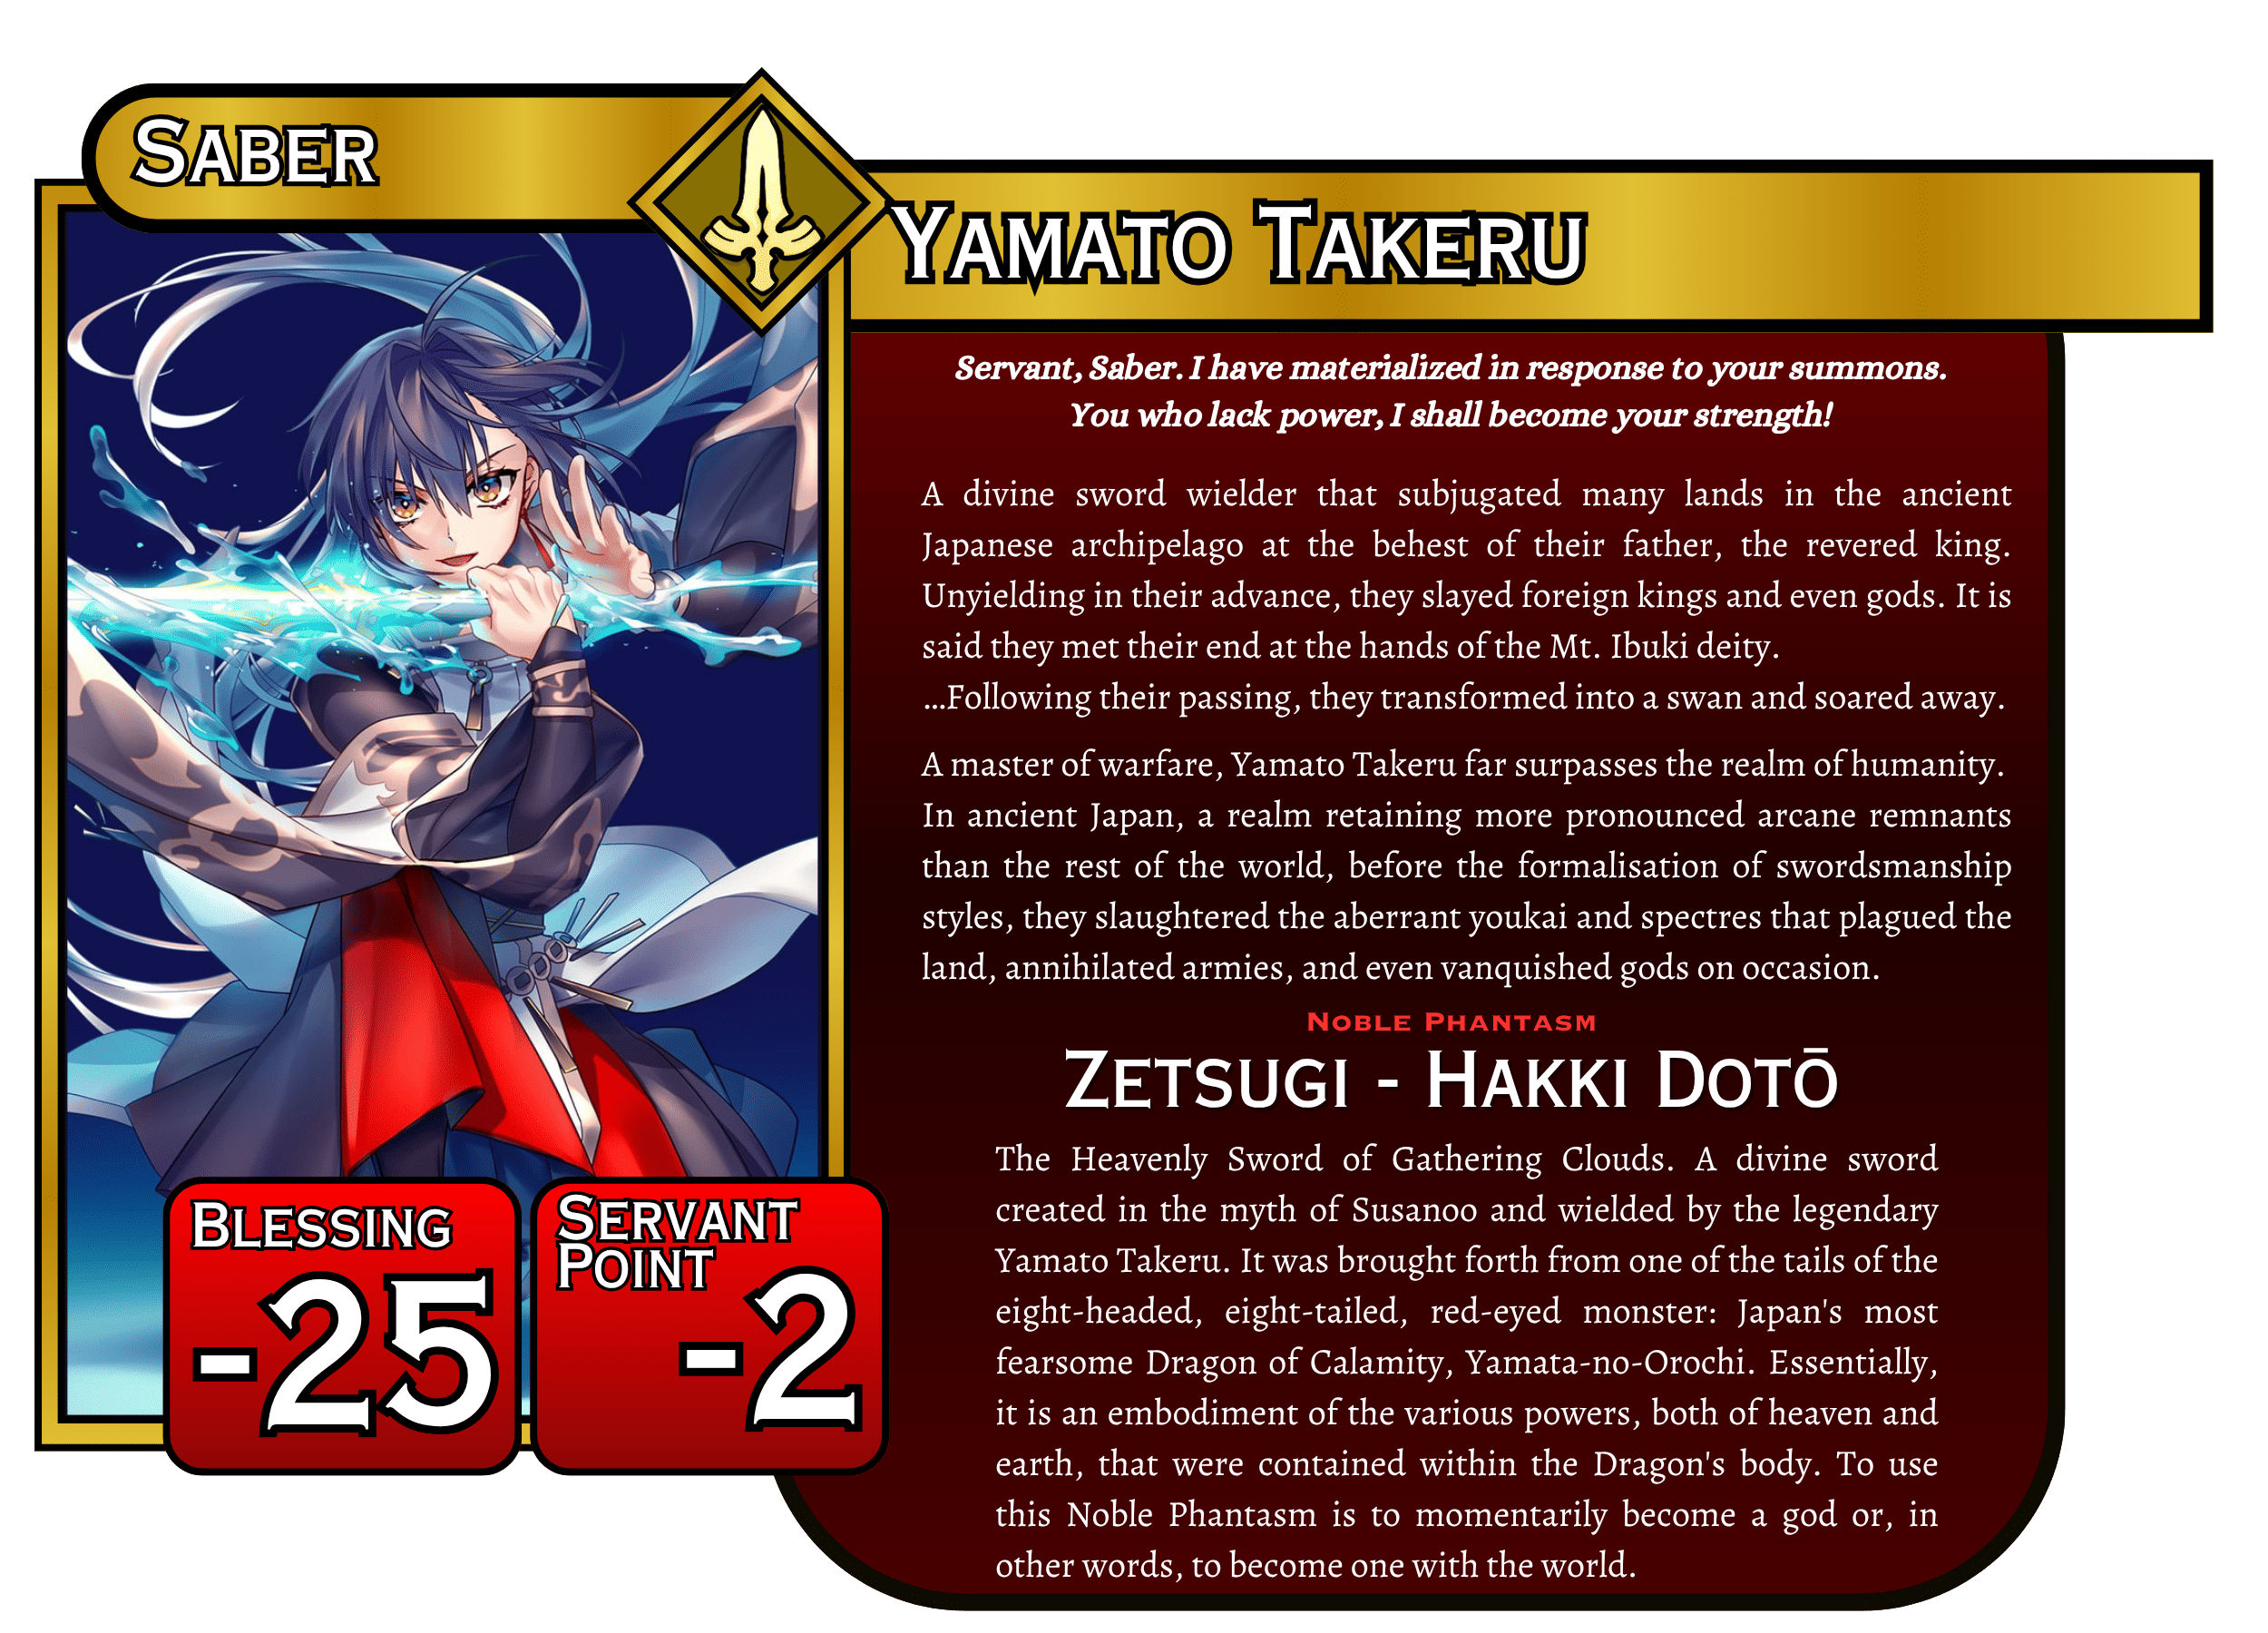 SABER
YAMATO TAKERU
Servant, Saber. I have materialized in response to your summons.
You who lack power, I shall become your strength!
A divine sword wielder that subjugated many lands in the ancient
Japanese archipelago at the behest of their father, the revered king.
Unyielding in their advance, they slayed foreign kings and even gods. It is
said they met their end at the hands of the Mt. Ibuki deity.
...Following their passing, they transformed into a swan and soared away.
A master of warfare, Yamato Takeru far surpasses the realm of humanity.
In ancient Japan, a realm retaining more pronounced arcane remnants
than the rest of the world, before the formalisation of swordsmanship
styles, they slaughtered the aberrant youkai and spectres that plagued the
land, annihilated armies, and even vanquished gods on occasion.
NOBLE PHANTASM
ZETSUGI - HAKKI DOTŌ
The Heavenly Sword of Gathering Clouds. A divine sword
created in the myth of Susanoo and wielded by the legendary
Yamato Takeru. It was brought forth from one of the tails of the
eight-headed, eight-tailed, red-eyed monster: Japan's most
fearsome Dragon of Calamity, Yamata-no-Orochi. Essentially,
it is an embodiment of the various powers, both of heaven and
earth, that were contained within the Dragon's body. To use
this Noble Phantasm is to momentarily become a god or, in
other words, to become one with the world.
BLESSING
-25
SERVANT
POINT
-2